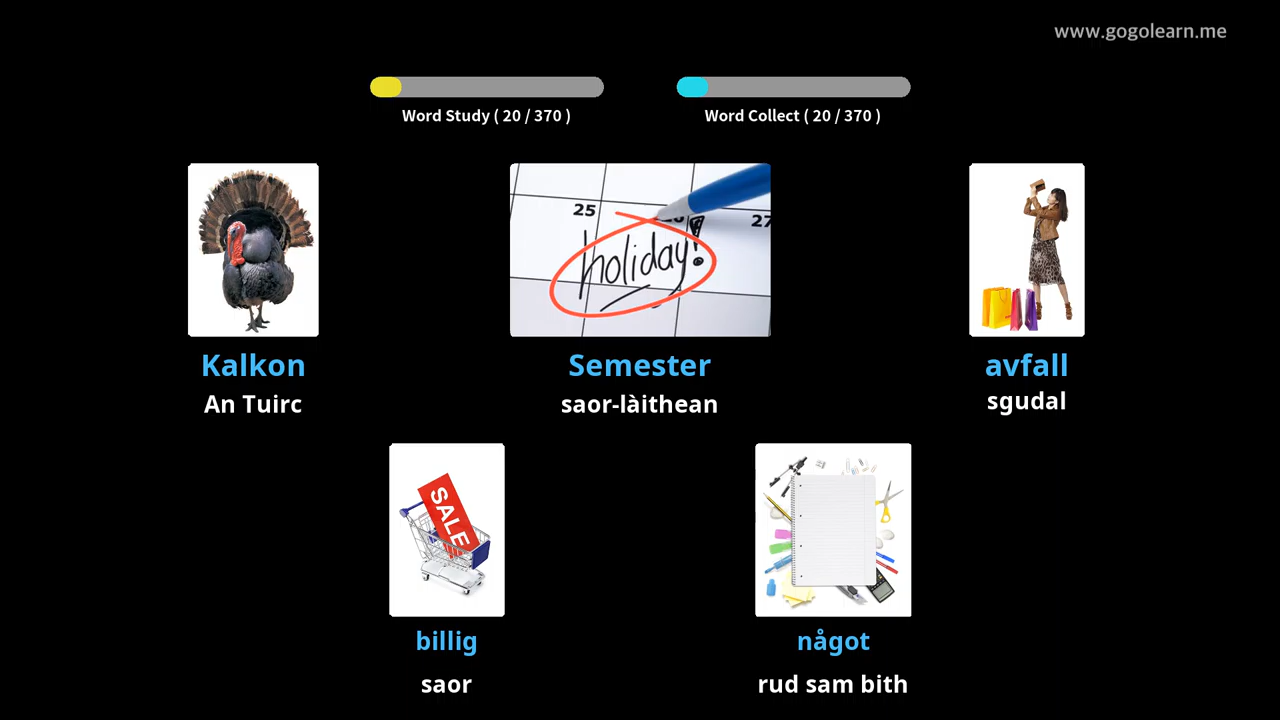 www.gogolearn.me
Word Study ( 20 / 370 )
Word Collect ( 20 / 370 )
25
27
holiday!
Kalkon
Semester
avfall
An Tuirc
saor-làithean
sgudal
SALE
billig
något
saor
rud sam bith